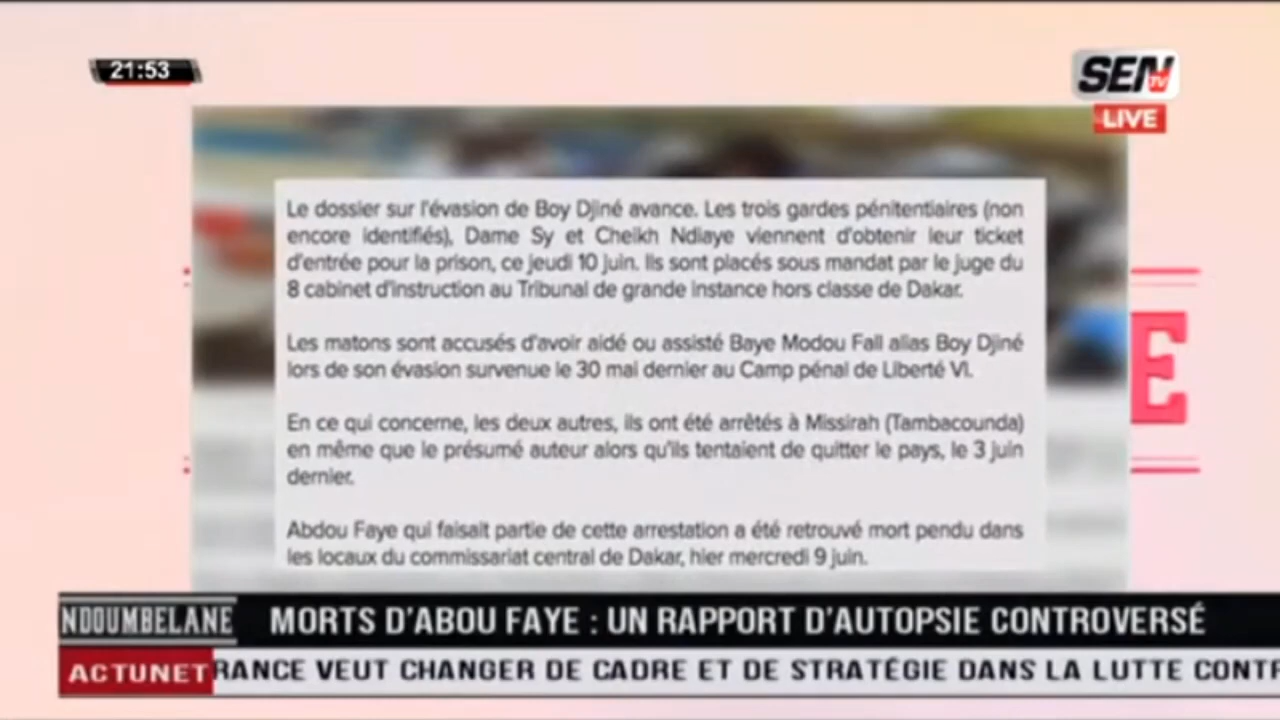 21:53
SEN TV
LIVE
Le dossier sur l'évasion de Boy Djiné avance. Les trois gardes pénitentiaires (non
encore identifiés), Dame Sy et Cheikh Ndiaye viennent d'obtenir leur ticket
d'entrée pour la prison, ce jeudi 10 juin. Ils sont placés sous mandat par le juge du
8 cabinet d'instruction au Tribunal de grande instance hors classe de Dakar.
Les matons sont accusés d'avoir aidé ou assisté Baye Modou Fall alias Boy Djiné
lors de son évasion survenue le 30 mai dernier au Camp pénal de Liberté VI.
En ce qui concerne, les deux autres, ils ont été arrêtés à Missirah (Tambacounda)
en même que le présumé auteur alors qu'ils tentaient de quitter le pays, le 3 juin
dernier.
Abdou Faye qui faisait partie de cette arrestation a été retrouvé mort pendu dans
les locaux du commissariat central de Dakar, hier mercredi 9 juin.
E
NDOUMBELANE MORTS D'ABOU FAYE : UN RAPPORT D'AUTOPSIE CONTROVERSÉ
ACTUNET RANCE VEUT CHANGER DE CADRE ET DE STRATÉGIE DANS LA LUTTE CONTR